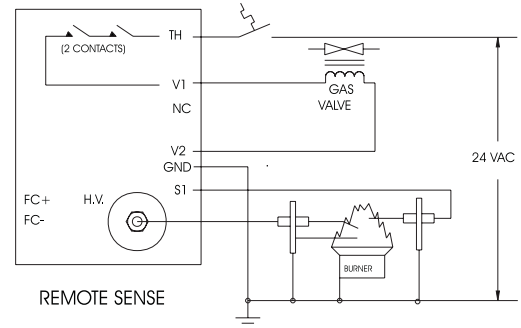 TH
(2 CONTACTS)
V1
GAS
VALVE
NC
V2
24 VAC
GND
S1
FC+
H.V.
FC-
BURNER
REMOTE SENSE